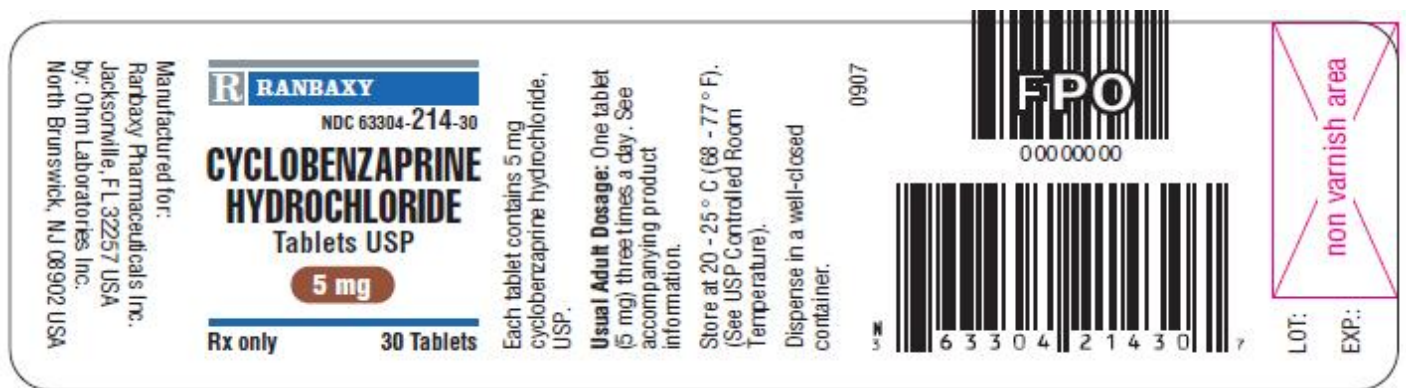 Manufactured for:
Ranbaxy Pharmaceuticals Inc.
Jacksonville, FL 32257 USA
by: Ohm Laboratories Inc.
North Brunswick, NJ 08902 USA
R RANBAXY
NDC 63304-214-30
CYCLOBENZAPRINE
HYDROCHLORIDE
Tablets USP
5 mg
Rx only 30 Tablets
Each tablet contains 5 mg
cyclobenzaprine hydrochloride,
USP.
Usual Adult Dosage: One tablet
(5 mg) three times a day. See
accompanying product
information.
Store at 20 - 25° C (68 - 77° F).
(See USP Controlled Room
Temperature).
Dispense in a well-closed
container.
0907
FPO
00000000
N
3 63304 21430 7
non varnish area
LOT:
EXP.: